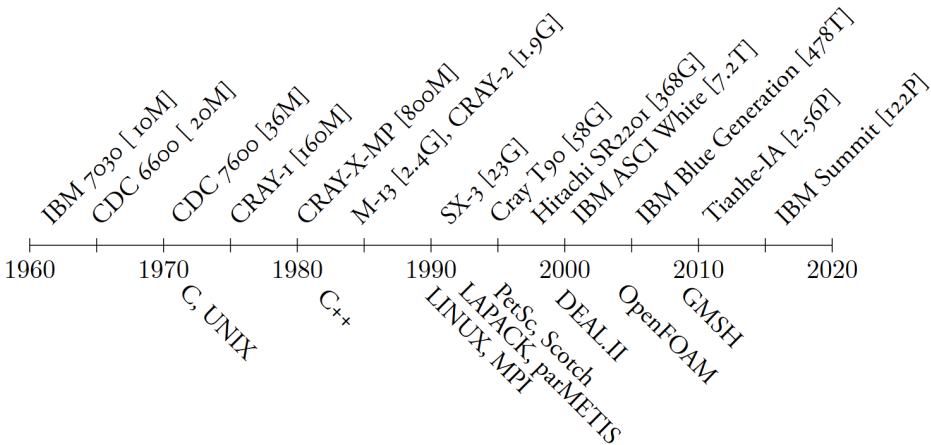 IBM 7030 [ 10M]
CDC 6600 [ 20M]
CDC 7600 [36M]
CRAY-1 [160M]
CRAY-X-MP [800M]
M-13 [2.4G], CRAY-2 [1.9G]
SX-3 [23G]
Cray T90 [58G]
Hitachi SR2201 [368G]
IBM ASCI White [7.2T]
IBM Blue Generation [478T]
Tianhe-IA [2.56P]
IBM Summit [122P]
1960 1970 1980 1990 2000 2010 2020
C, UNIX
C++
LINUX, MPI
LAPACK, parMETIS
PetSc, Scotch
DEAL.II
OpenFOAM
GMSH